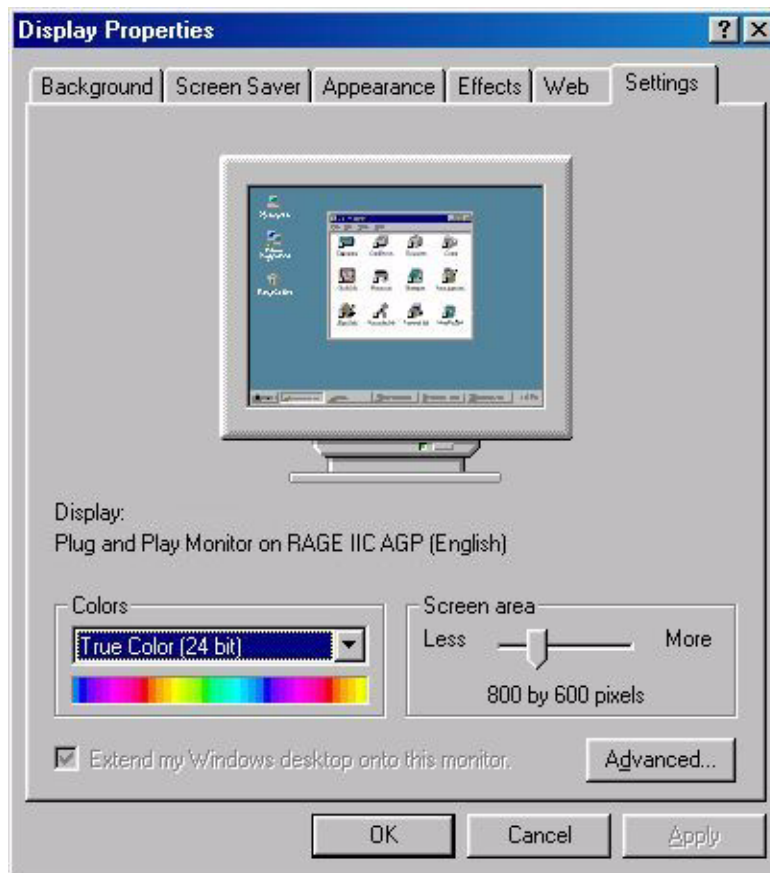 Display Properties
Background Screen Saver Appearance Effects Web Settings
Display:
Plug and Play Monitor on RAGE IIC AGP (English)
Colors
True Color (24 bit)
Screen area
Less More
800 by 600 pixels
Extend my Windows desktop onto this monitor.
Advanced...
OK Cancel Apply